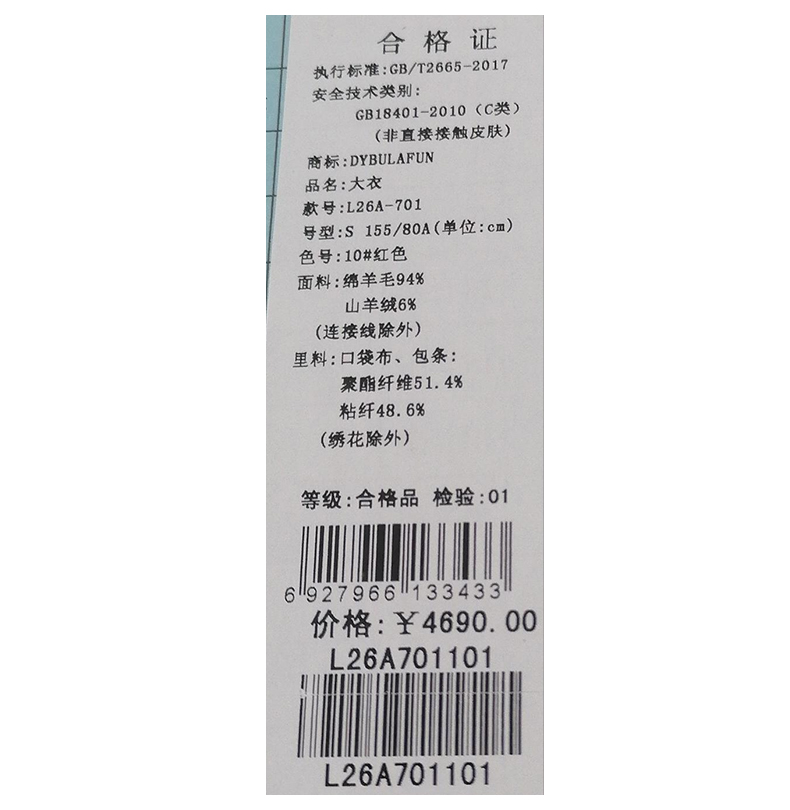 合格证
执行标准:GB/T2665-2017
安全技术类别:
GB18401-2010（C类）
(非直接接触皮肤)
商标:DYBULAFUN
品名:大衣
款号:L26A-701
号型:S 155/80A(单位:cm)
色号:10#红色
面料:绵羊毛94%
山羊绒6%
(连接线除外)
里料:口袋布、包条:
聚酯纤维51.4%
粘纤48.6%
(绣花除外)
等级:合格品 检验:01
6 927966 133433
价格:￥4690.00
L26A701101
L26A701101